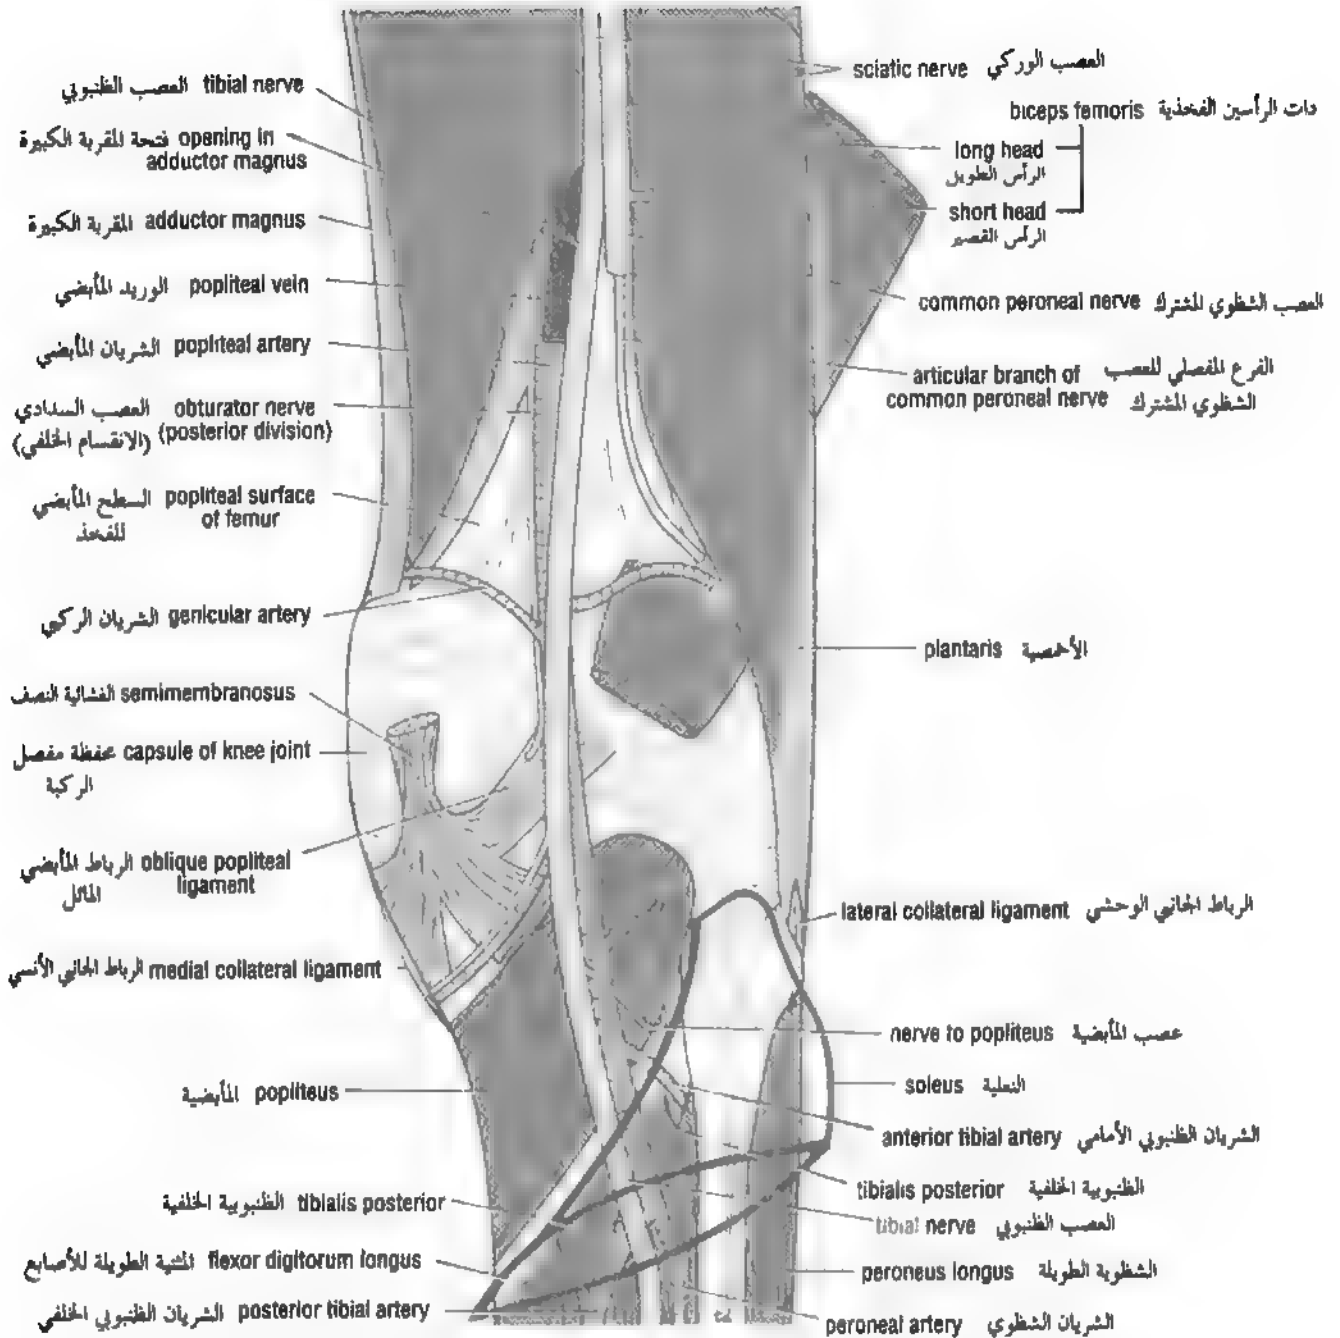 العصب الظنبوبي tibial nerve
فتحة المقربة الكبيرة opening in
adductor magnus
المقربة الكبيرة adductor magnus
الوريد المأبضي popliteal vein
الشريان المأبضي popliteal artery
العصب السدادي obturator nerve
(الانقسام الخلفي) (posterior division)
السطح المأبضي popliteal surface
للفخذ of femur
الشريان الركبي genicular artery
الغشائية النصف semimembranosus
محفظة مفصل capsule of knee joint
الركبة
الرباط المأبضي oblique popliteal
المائل ligament
الرباط الجانبي الأنسي medial collateral ligament
المأبضية popliteus
الظنبوبية الخلفية tibialis posterior
المثنية الطويلة للأصابع flexor digitorum longus
الشريان الظنبوبي الخلفي posterior tibial artery
sciatic nerve العصب الوركي
biceps femoris ذات الرأسين الفخذية
long head
الرأس الطويل
short head
الرأس القصير
common peroneal nerve العصب الشظوي المشترك
articular branch of الفرع المفصلي للعصب
common peroneal nerve الشظوي المشترك
plantaris الأخمصية
lateral collateral ligament الرباط الجانبي الوحشي
nerve to popliteus عصب المأبضية
soleus النعلية
anterior tibial artery الشريان الظنبوبي الأمامي
tibialis posterior الظنبوبية الخلفية
tibial nerve العصب الظنبوبي
peroneus longus الشظوية الطويلة
peroneal artery الشريان الشظوي